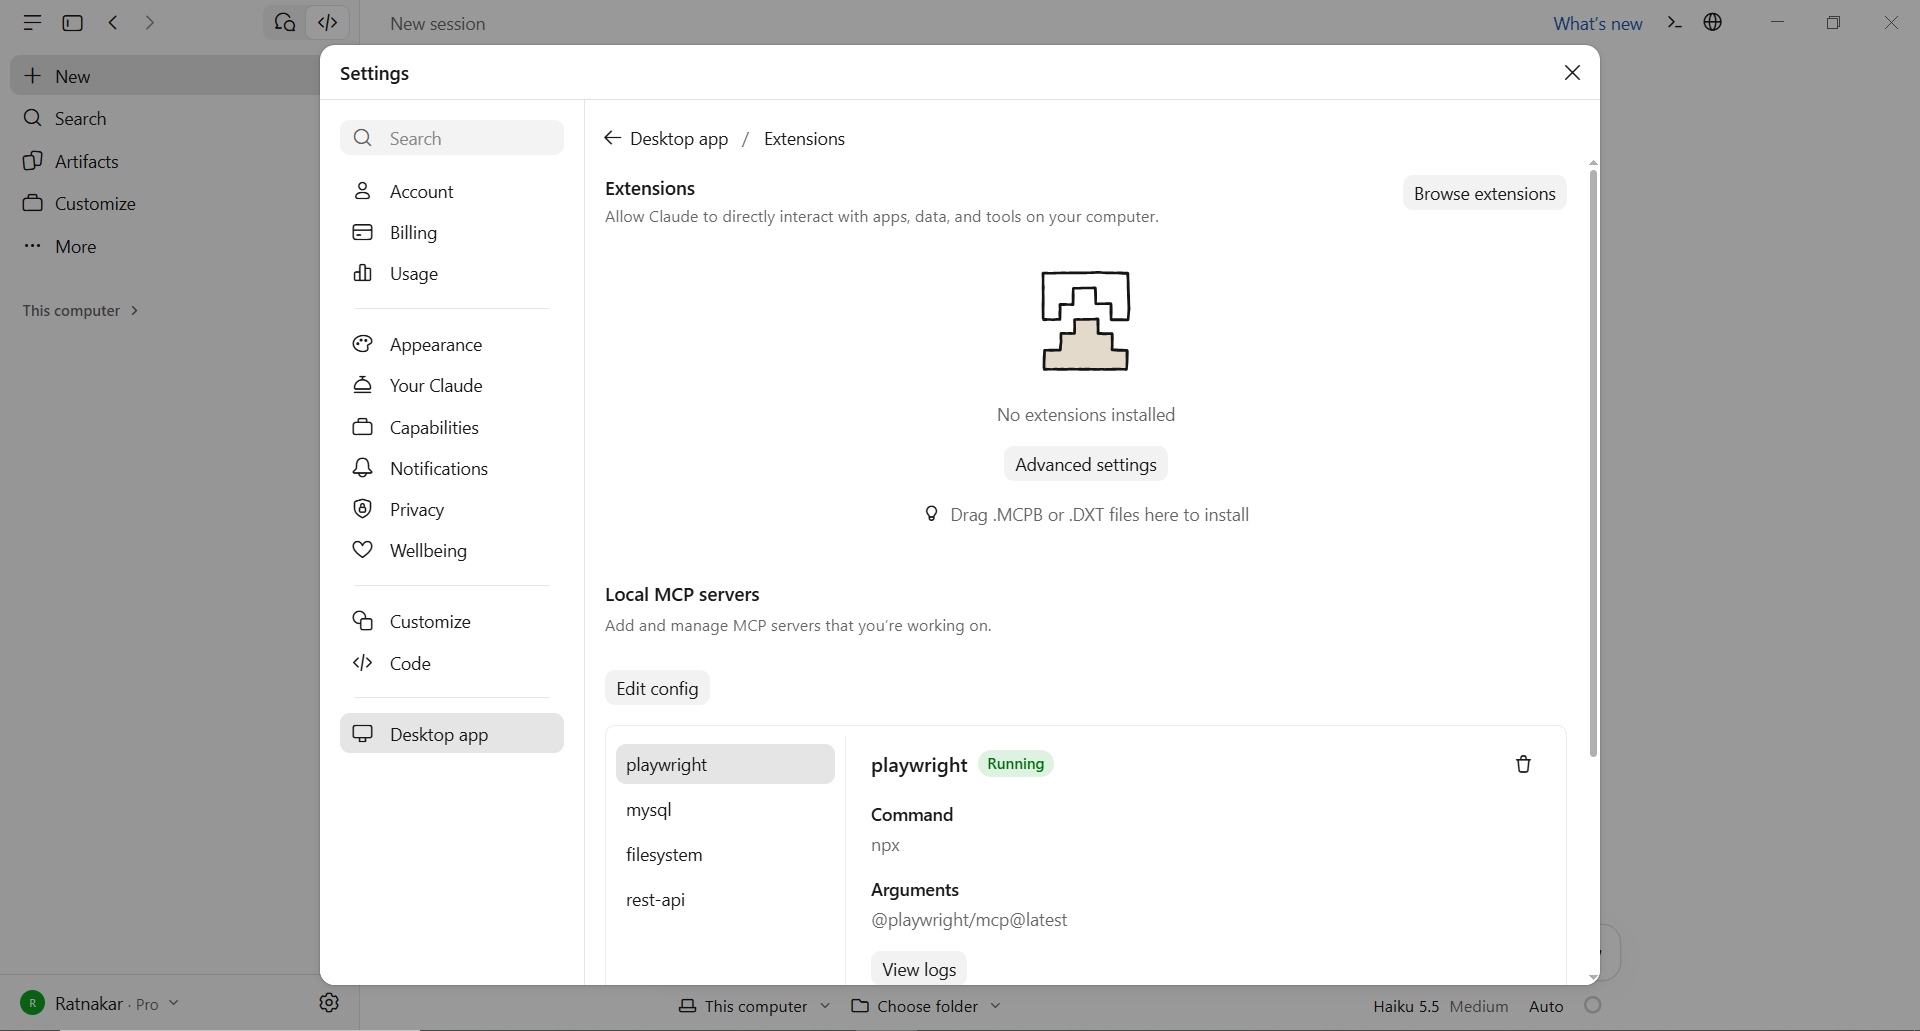 New session
What's new
New
Search
Artifacts
Customize
More
This computer
Settings
Search
Account
Billing
Usage
Appearance
Your Claude
Capabilities
Notifications
Privacy
Wellbeing
Customize
Code
Desktop app
Desktop app / Extensions
Extensions
Browse extensions
Allow Claude to directly interact with apps, data, and tools on your computer.
No extensions installed
Advanced settings
Drag .MCPB or .DXT files here to install
Local MCP servers
Add and manage MCP servers that you're working on.
Edit config
playwright
mysql
filesystem
rest-api
playwright Running
Command
npx
Arguments
@playwright/mcp@latest
View logs
R Ratnakar · Pro
This computer
Choose folder
Haiku 5.5 Medium Auto